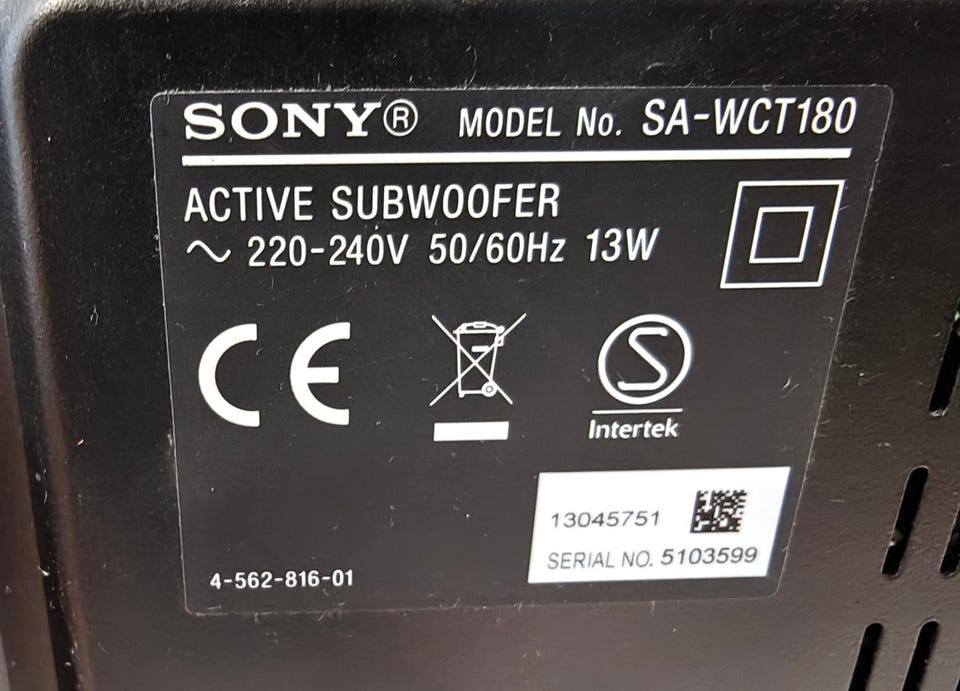 SONY® MODEL No. SA-WCT180
ACTIVE SUBWOOFER
~ 220-240V 50/60Hz 13W
CE
S
Intertek
13045751
SERIAL NO. 5103599
4-562-816-01